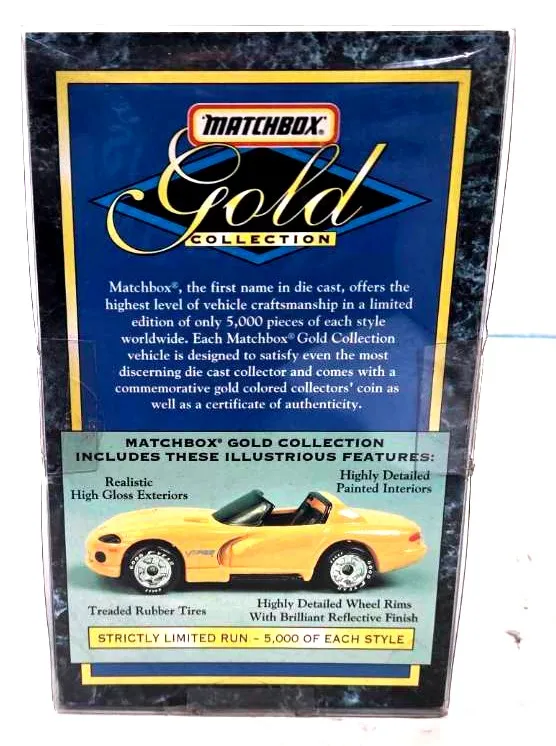 MATCHBOX®
Gold
COLLECTION
Matchbox®, the first name in die cast, offers the
highest level of vehicle craftsmanship in a limited
edition of only 5,000 pieces of each style
worldwide. Each Matchbox® Gold Collection
vehicle is designed to satisfy even the most
discerning die cast collector and comes with a
commemorative gold colored collectors' coin as
well as a certificate of authenticity.
MATCHBOX® GOLD COLLECTION
INCLUDES THESE ILLUSTRIOUS FEATURES:
Realistic
High Gloss Exteriors
Highly Detailed
Painted Interiors
VIPER
Treaded Rubber Tires
Highly Detailed Wheel Rims
With Brilliant Reflective Finish
STRICTLY LIMITED RUN – 5,000 OF EACH STYLE